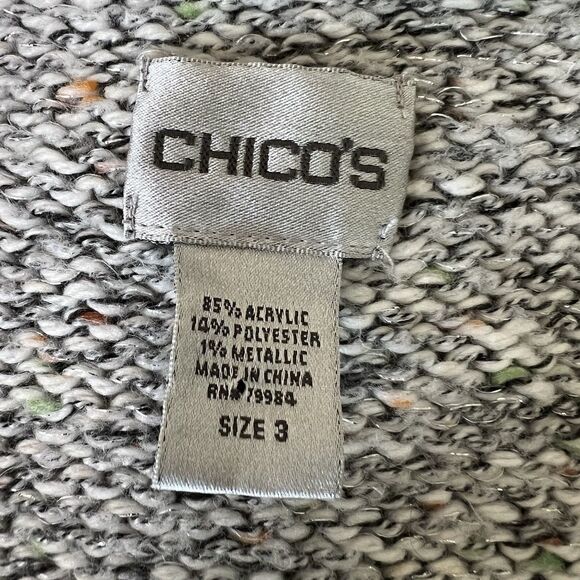 CHICO'S
85% ACRYLIC
14% POLYESTER
1% METALLIC
MADE IN CHINA
RN# 79984
SIZE 3